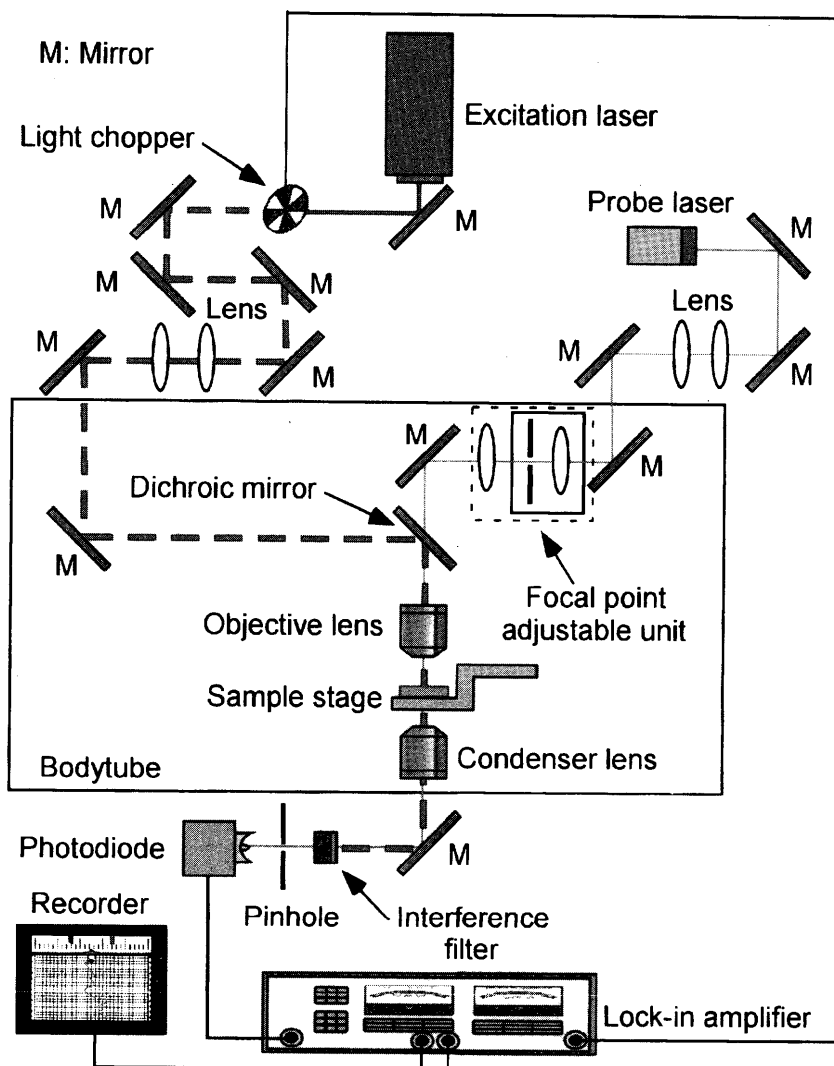 M: Mirror
Excitation laser
Light chopper
M
M
Probe laser
M
M
M
Lens
Lens
M
M
M
M
M
M
Dichroic mirror
M
Focal point
adjustable unit
Objective lens
Sample stage
Condenser lens
Bodytube
Photodiode
M
Recorder
Pinhole
Interference
filter
Lock-in amplifier